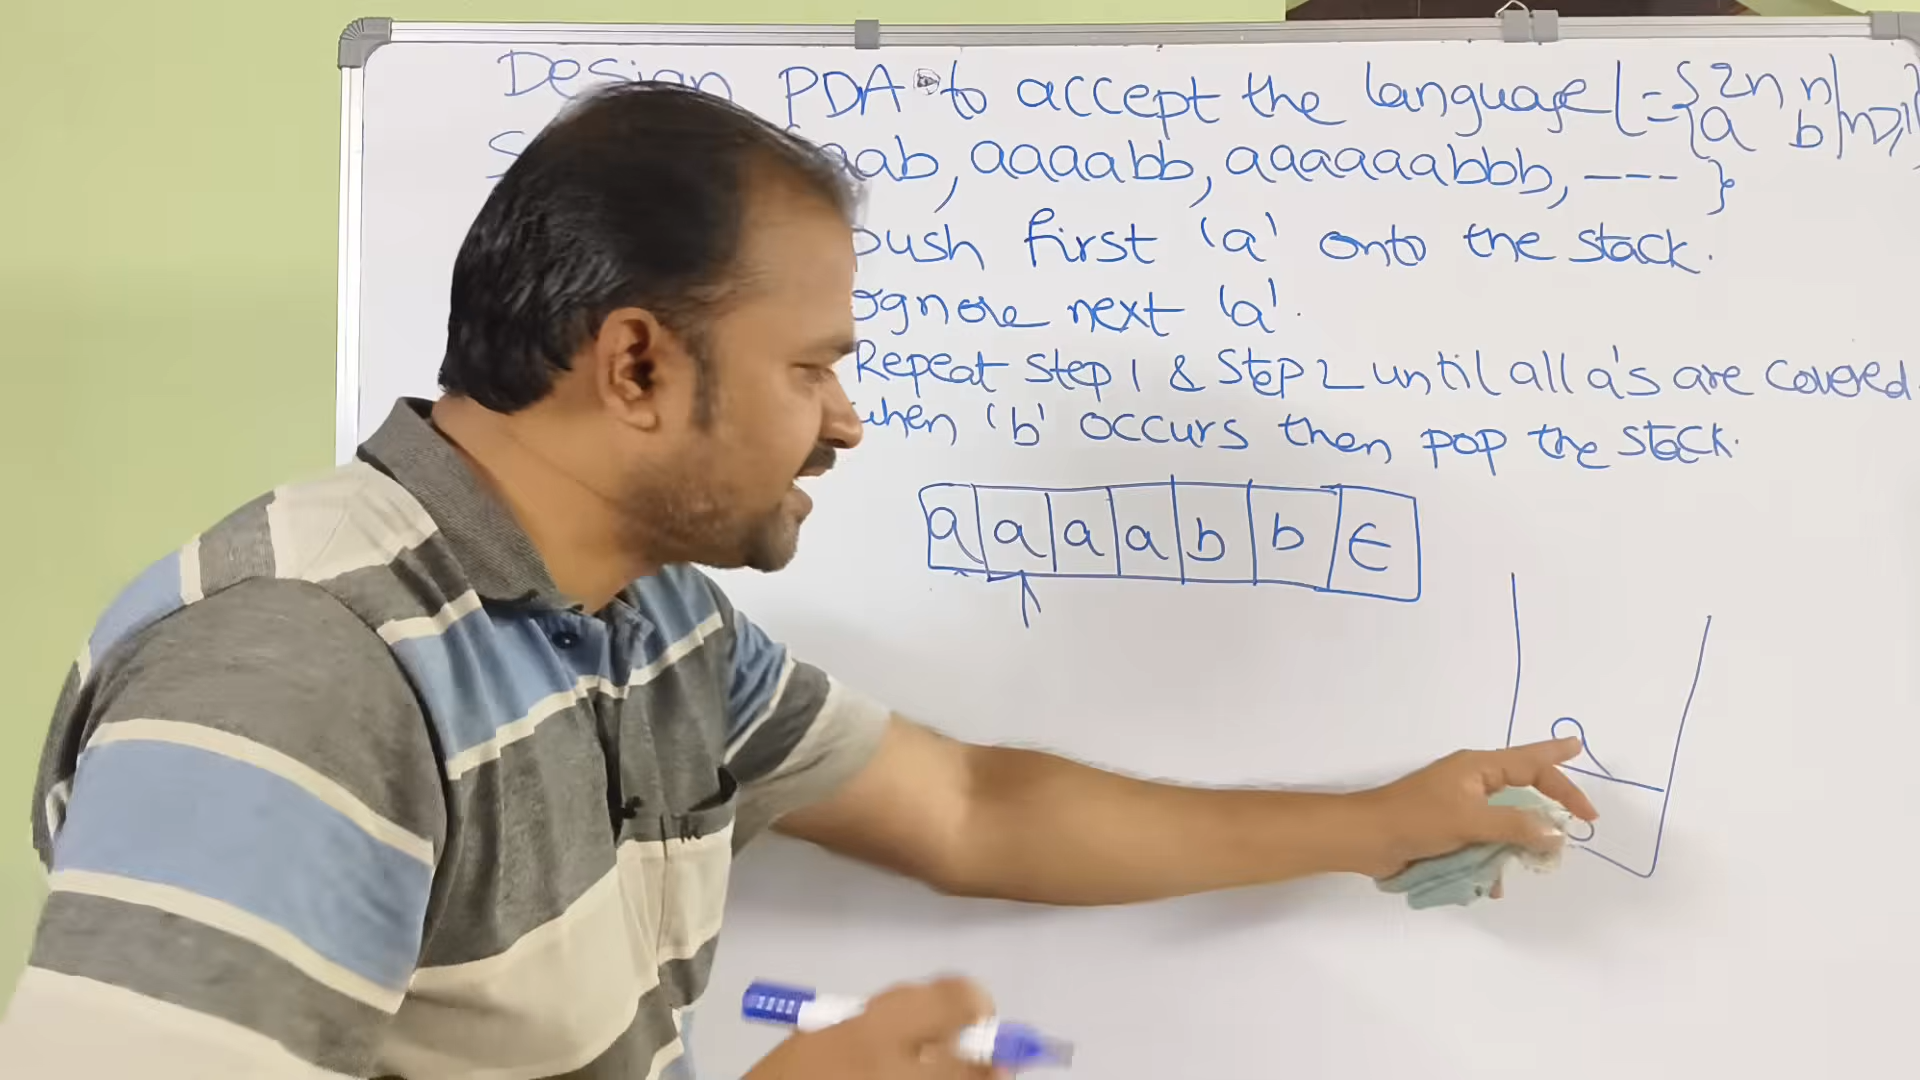 Design PDA to accept the language L={a^{2n} b^n | n≥1}
aab, aaaabb, aaaaaabbb, ---- }
push first 'a' onto the stack.
Ignore next 'a'.
Repeat Step 1 & Step 2 until all a's are covered.
when 'b' occurs then pop the stack.
a a a a b b ∈
a